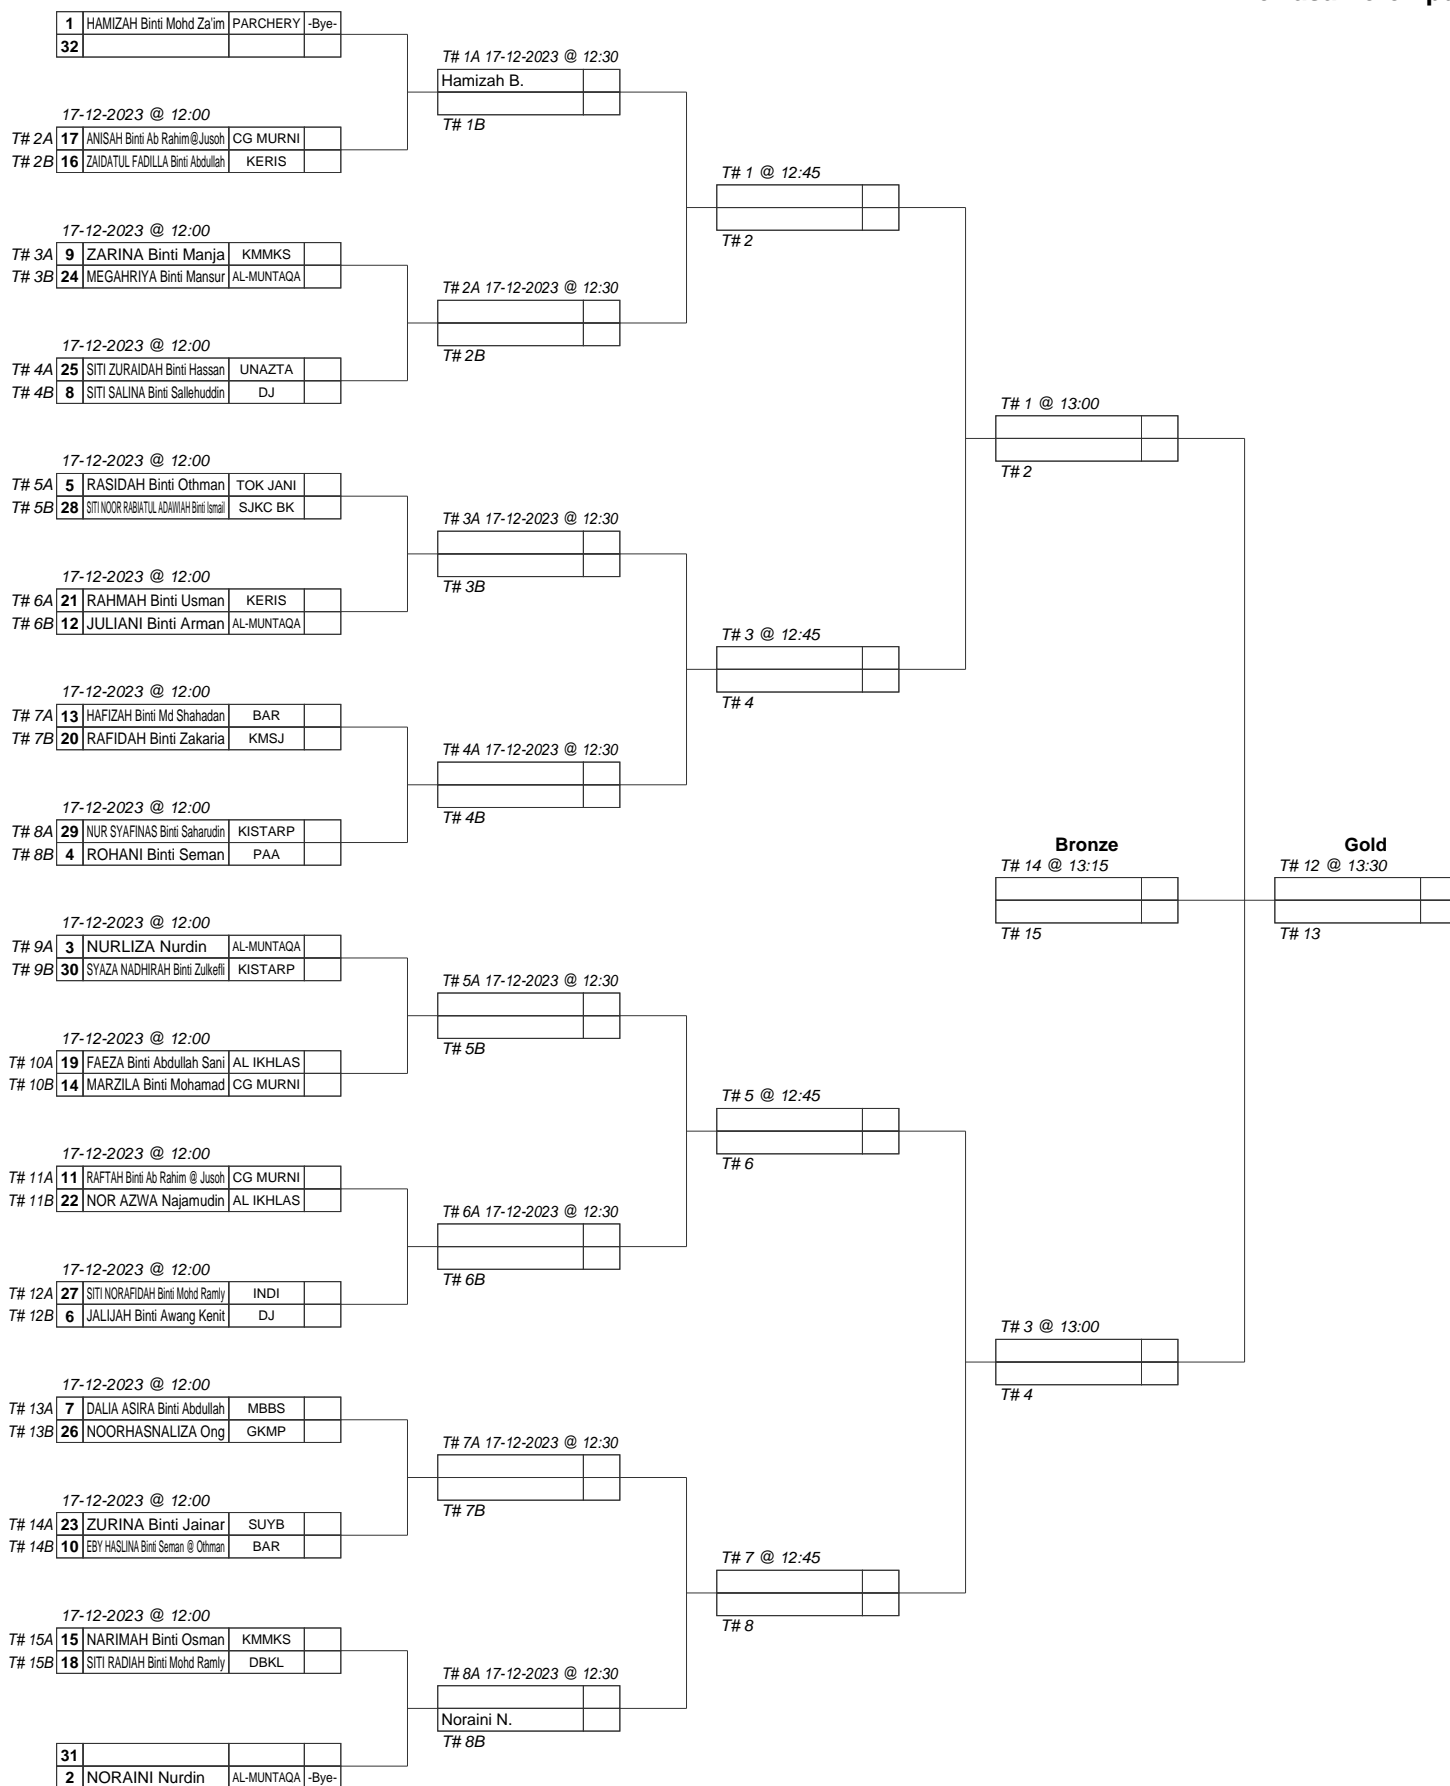 1 HAMIZAH Binti Mohd Za'im PARCHERY -Bye-
32
T# 1A 17-12-2023 @ 12:30
Hamizah B.
T# 1B
17-12-2023 @ 12:00
T# 2A 17 ANISAH Binti Ab Rahim@Jusoh CG MURNI
T# 2B 16 ZAIDATUL FADILLA Binti Abdullah KERIS
T# 1 @ 12:45
T# 2
17-12-2023 @ 12:00
T# 3A 9 ZARINA Binti Manja KMMKS
T# 3B 24 MEGAHRIYA Binti Mansur AL-MUNTAQA
T# 2A 17-12-2023 @ 12:30
T# 2B
17-12-2023 @ 12:00
T# 4A 25 SITI ZURAIDAH Binti Hassan UNAZTA
T# 4B 8 SITI SALINA Binti Sallehuddin DJ
T# 1 @ 13:00
T# 2
17-12-2023 @ 12:00
T# 5A 5 RASIDAH Binti Othman TOK JANI
T# 5B 28 SITI NOOR RABIATUL ADAWIAH Binti Ismail SJKC BK
T# 3A 17-12-2023 @ 12:30
T# 3B
17-12-2023 @ 12:00
T# 6A 21 RAHMAH Binti Usman KERIS
T# 6B 12 JULIANI Binti Arman AL-MUNTAQA
T# 3 @ 12:45
T# 4
17-12-2023 @ 12:00
T# 7A 13 HAFIZAH Binti Md Shahadan BAR
T# 7B 20 RAFIDAH Binti Zakaria KMSJ
T# 4A 17-12-2023 @ 12:30
T# 4B
17-12-2023 @ 12:00
T# 8A 29 NUR SYAFINAS Binti Saharudin KISTARP
T# 8B 4 ROHANI Binti Seman PAA
Bronze Gold
T# 14 @ 13:15 T# 12 @ 13:30
T# 15 T# 13
17-12-2023 @ 12:00
T# 9A 3 NURLIZA Nurdin AL-MUNTAQA
T# 9B 30 SYAZA NADHIRAH Binti Zulkefli KISTARP
T# 5A 17-12-2023 @ 12:30
T# 5B
17-12-2023 @ 12:00
T# 10A 19 FAEZA Binti Abdullah Sani AL IKHLAS
T# 10B 14 MARZILA Binti Mohamad CG MURNI
T# 5 @ 12:45
T# 6
17-12-2023 @ 12:00
T# 11A 11 RAFTAH Binti Ab Rahim @ Jusoh CG MURNI
T# 11B 22 NOR AZWA Najamudin AL IKHLAS
T# 6A 17-12-2023 @ 12:30
T# 6B
17-12-2023 @ 12:00
T# 12A 27 SITI NORAFIDAH Binti Mohd Ramly INDI
T# 12B 6 JALIJAH Binti Awang Kenit DJ
T# 3 @ 13:00
T# 4
17-12-2023 @ 12:00
T# 13A 7 DALIA ASIRA Binti Abdullah MBBS
T# 13B 26 NOORHASNALIZA Ong GKMP
T# 7A 17-12-2023 @ 12:30
T# 7B
17-12-2023 @ 12:00
T# 14A 23 ZURINA Binti Jainar SUYB
T# 14B 10 EBY HASLINA Binti Seman @ Othman BAR
T# 7 @ 12:45
T# 8
17-12-2023 @ 12:00
T# 15A 15 NARIMAH Binti Osman KMMKS
T# 15B 18 SITI RADIAH Binti Mohd Ramly DBKL
T# 8A 17-12-2023 @ 12:30
Noraini N.
T# 8B
31
2 NORAINI Nurdin AL-MUNTAQA -Bye-